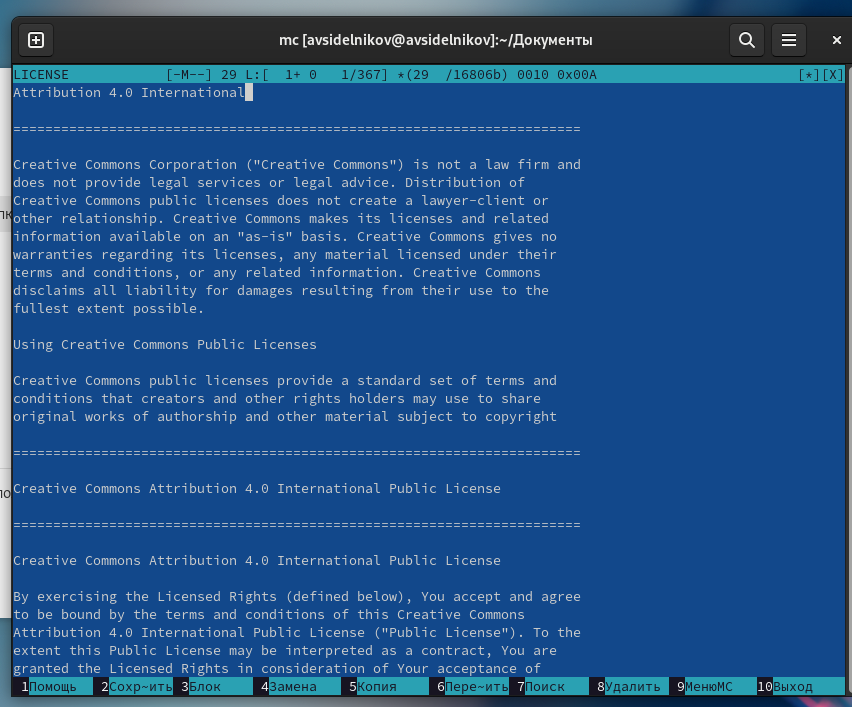 mc [avsidelnikov@avsidelnikov]:~/Документы
LICENSE [-M--] 29 L:[ 1+ 0 1/367] *(29 /16806b) 0010 0x00A [*][X]
Attribution 4.0 International
=======================================================================
Creative Commons Corporation ("Creative Commons") is not a law firm and
does not provide legal services or legal advice. Distribution of
Creative Commons public licenses does not create a lawyer-client or
other relationship. Creative Commons makes its licenses and related
information available on an "as-is" basis. Creative Commons gives no
warranties regarding its licenses, any material licensed under their
terms and conditions, or any related information. Creative Commons
disclaims all liability for damages resulting from their use to the
fullest extent possible.
Using Creative Commons Public Licenses
Creative Commons public licenses provide a standard set of terms and
conditions that creators and other rights holders may use to share
original works of authorship and other material subject to copyright
=======================================================================
Creative Commons Attribution 4.0 International Public License
=======================================================================
Creative Commons Attribution 4.0 International Public License
By exercising the Licensed Rights (defined below), You accept and agree
to be bound by the terms and conditions of this Creative Commons
Attribution 4.0 International Public License ("Public License"). To the
extent this Public License may be interpreted as a contract, You are
granted the Licensed Rights in consideration of Your acceptance of
1Помощь 2Сохр~ить 3Блок 4Замена 5Копия 6Пере~ить 7Поиск 8Удалить 9МенюMC 10Выход